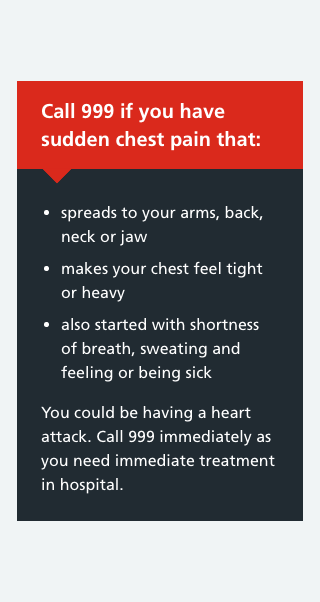 Call 999 if you have
sudden chest pain that:
• spreads to your arms, back,
neck or jaw
• makes your chest feel tight
or heavy
• also started with shortness
of breath, sweating and
feeling or being sick
You could be having a heart
attack. Call 999 immediately as
you need immediate treatment
in hospital.